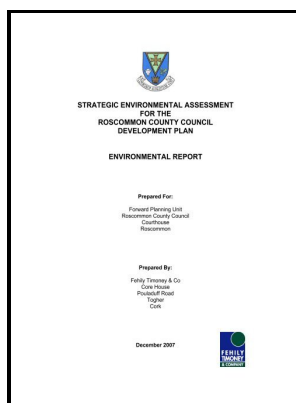 STRATEGIC ENVIRONMENTAL ASSESSMENT
FOR THE
ROSCOMMON COUNTY COUNCIL
DEVELOPMENT PLAN
ENVIRONMENTAL REPORT
Prepared For:
Forward Planning Unit
Roscommon County Council
Courthouse
Roscommon
Prepared By:
Fehily Timoney & Co
Core House
Pouladuff Road
Togher
Cork
December 2007
FEHILY
TIMONEY
& COMPANY